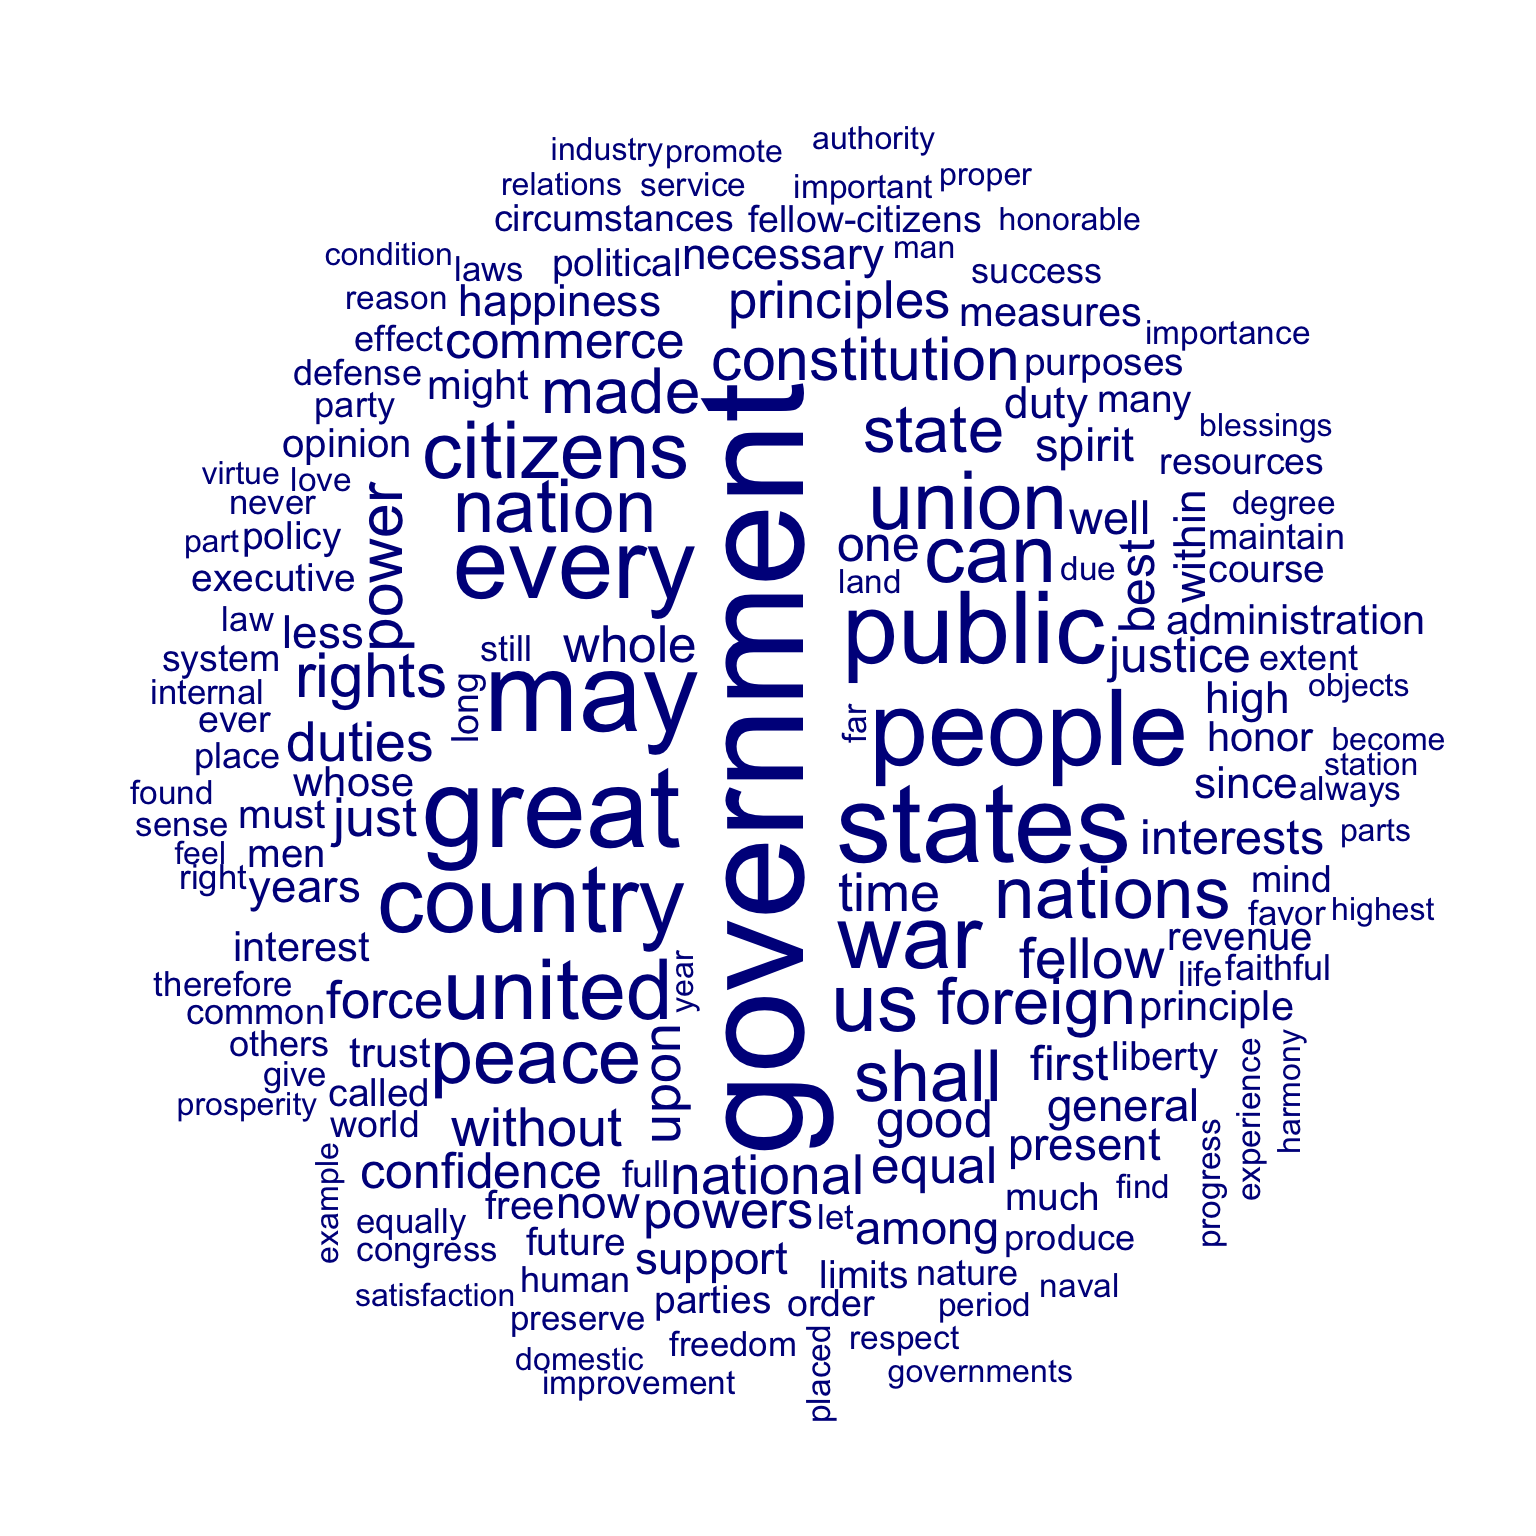 authority
industry promote
proper
relations service important
circumstances fellow-citizens honorable
condition laws political necessary man
success
reason happiness principles measures
effect commerce importance
defense might made constitution purposes
party state duty many
opinion citizens spirit blessings
virtue love resources
never nation union well within degree
part policy power every one can best maintain
executive land due course
law less still whole public administration
system rights justice extent
internal long may high objects
ever far people honor become
place duties station
found whose great since always
sense must just states interests parts
feel men
right years country time nations mind
favor highest
interest war fellow revenue
therefore united year life faithful
common force us foreign principle
others trust peace upon shall first liberty
give called good general
prosperity world without present
government
example confidence full national equal find
equally free now powers let among much produce
progress experience harmony
congress future support
satisfaction human limits nature naval
preserve parties order period
domestic freedom placed respect
improvement governments